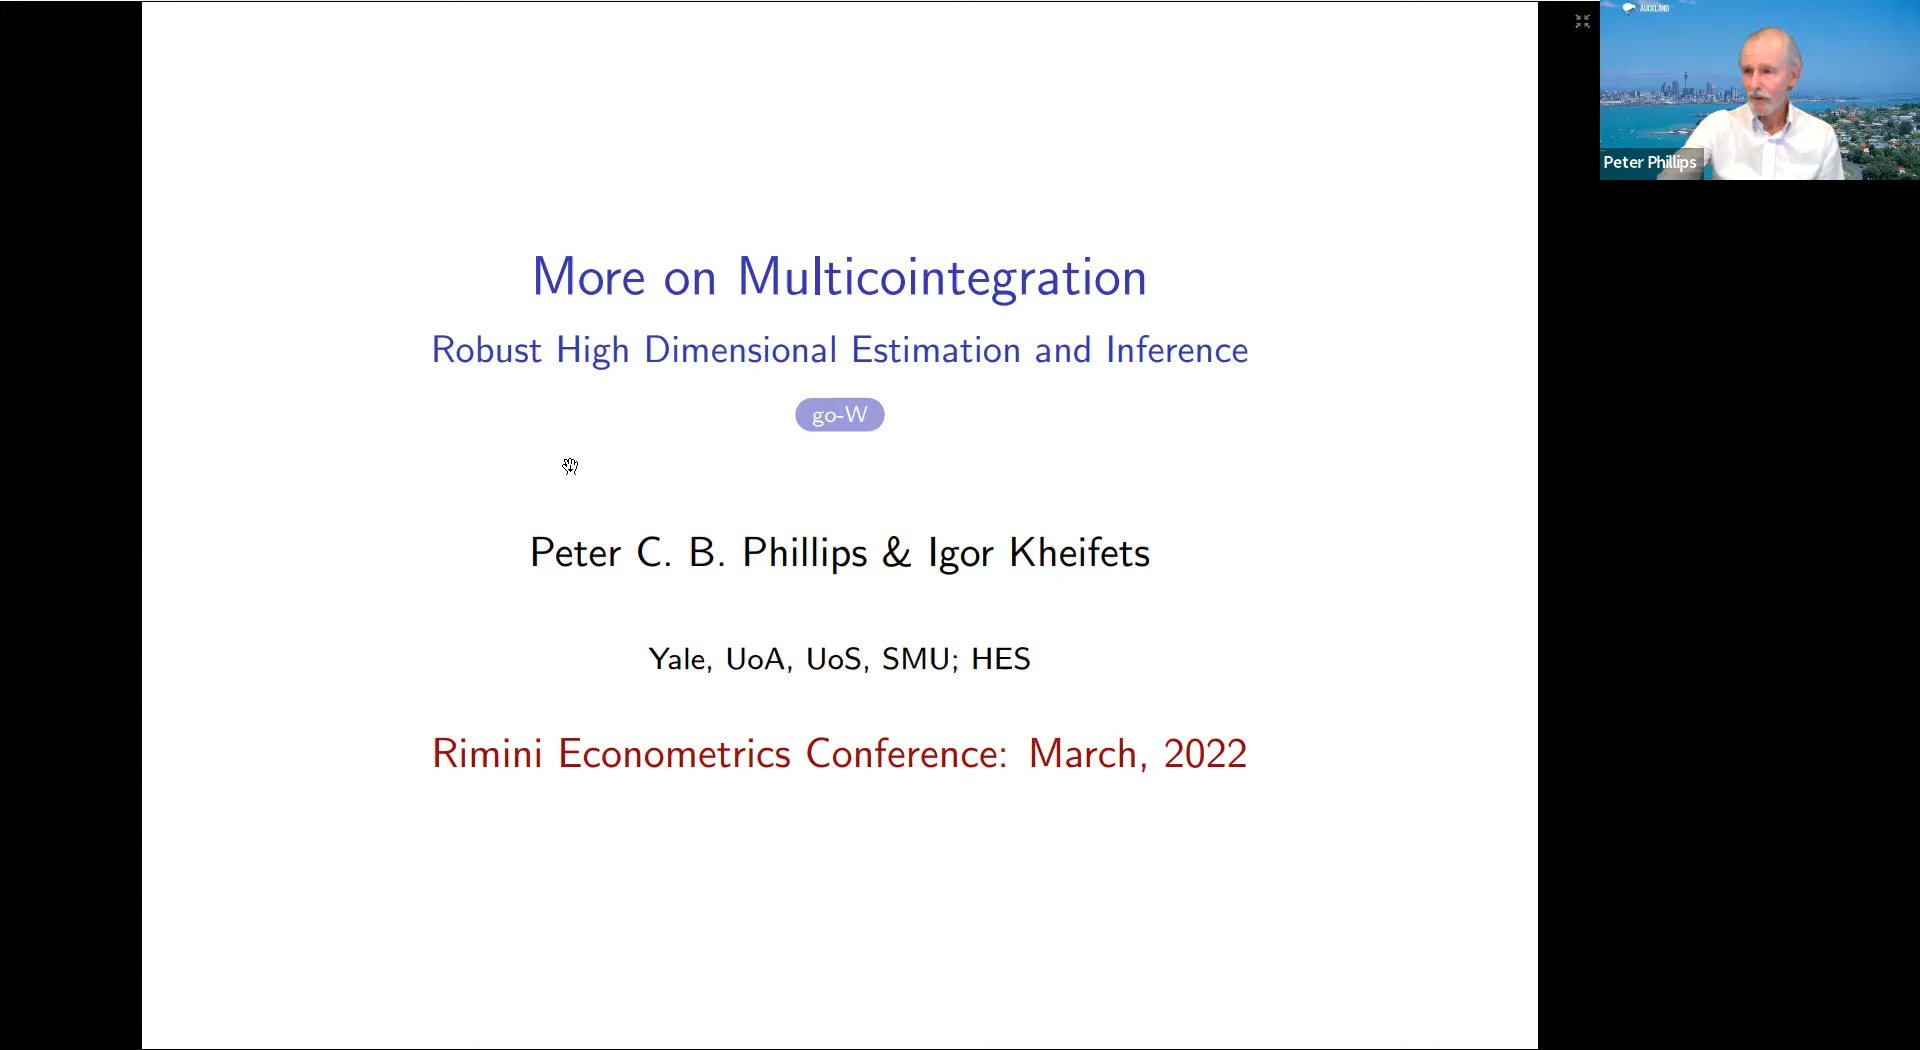 More on Multicointegration
Robust High Dimensional Estimation and Inference
go-W
Peter C. B. Phillips & Igor Kheifets
Yale, UoA, UoS, SMU; HES
Rimini Econometrics Conference: March, 2022
AUCKLAND
Peter Phillips